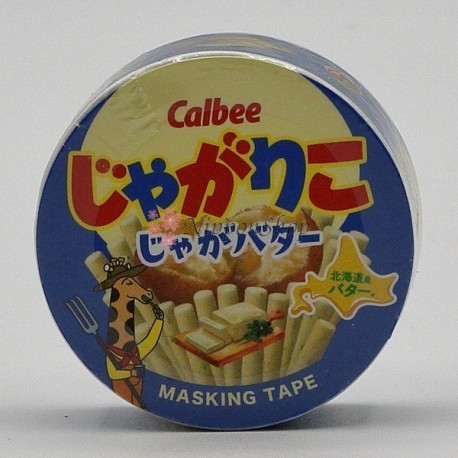 Calbee
じゃがりこ
NipponShop
じゃがバター
北海道産
バター
MASKING TAPE